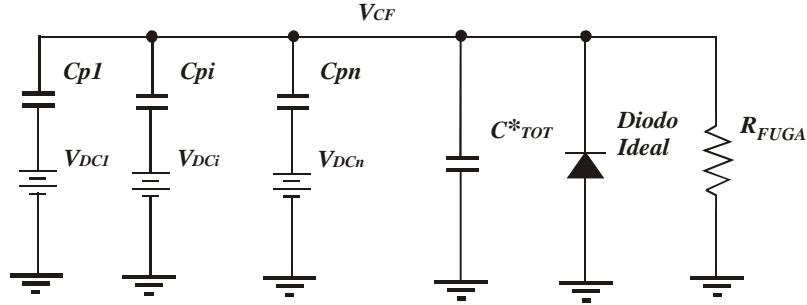 VCF
Cp1
Cpi
Cpn
C*TOT
Diodo
Ideal
RFUGA
VDC1
VDCi
VDCn